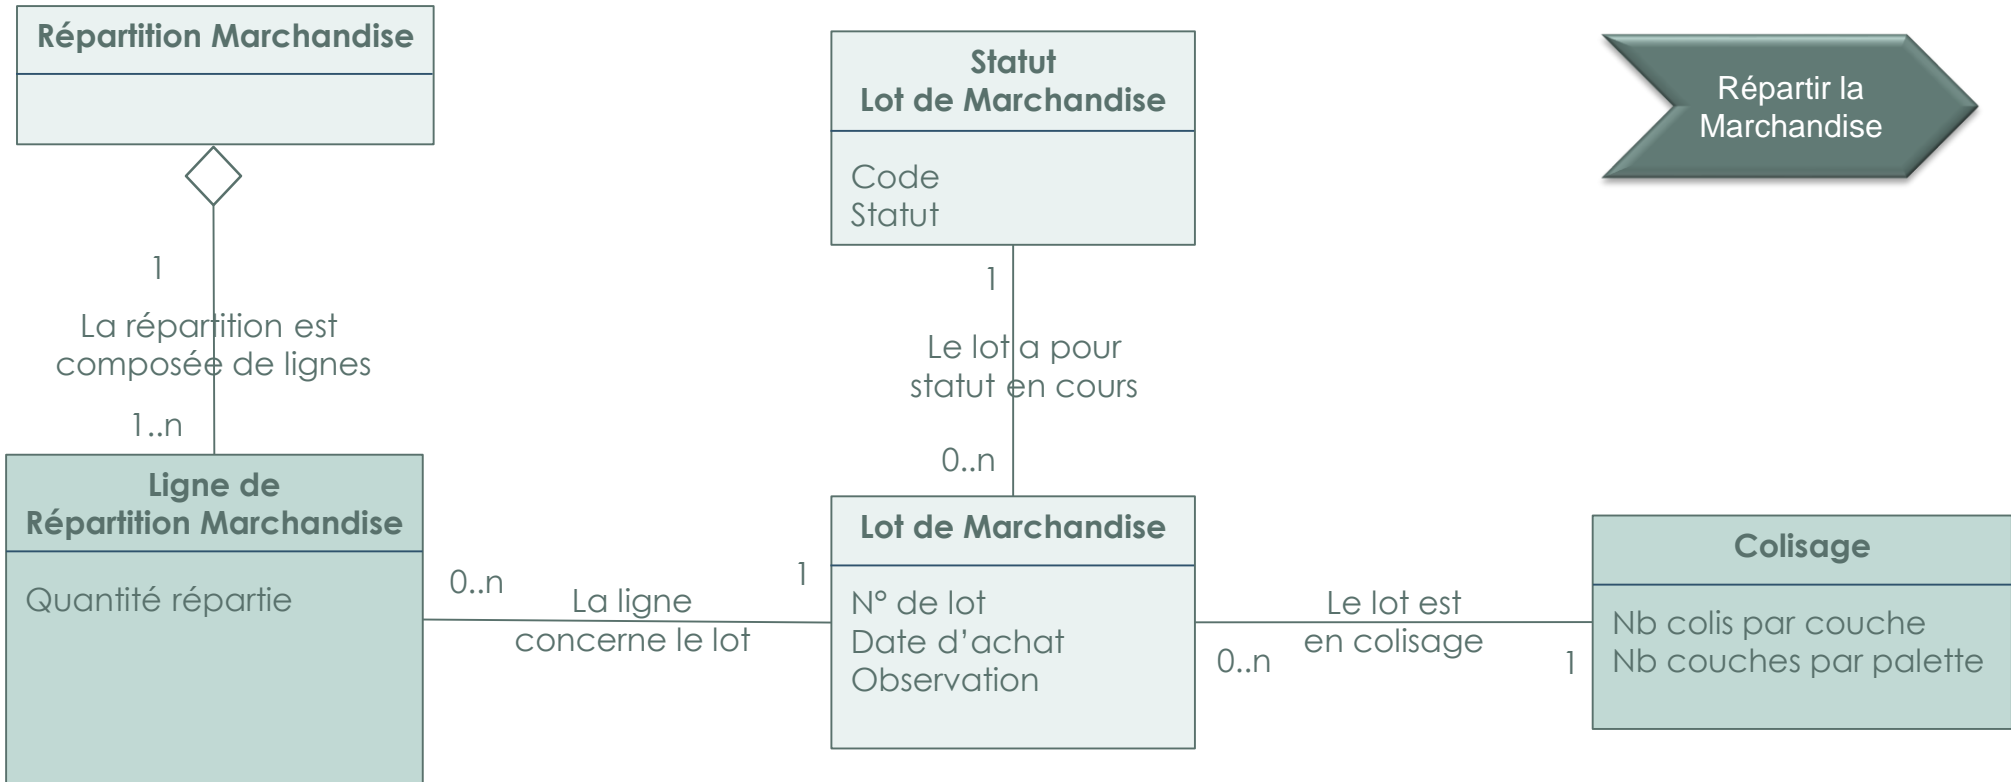 Répartition Marchandise
Statut
Lot de Marchandise
Code
Statut
Répartir la
Marchandise
1
La répartition est
composée de lignes
1..n
1
Le lot a pour
statut en cours
0..n
Ligne de
Répartition Marchandise
Quantité répartie
0..n
La ligne
concerne le lot
1
Lot de Marchandise
N° de lot
Date d’achat
Observation
0..n
Le lot est
en colisage
1
Colisage
Nb colis par couche
Nb couches par palette